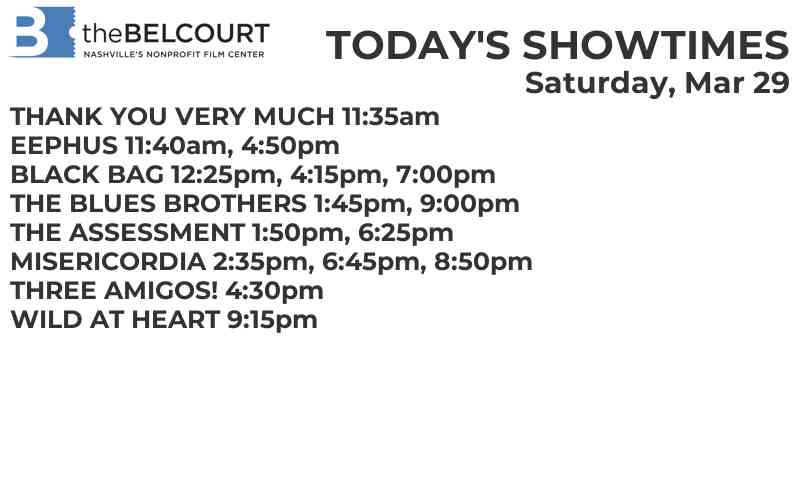 B theBELCOURT
NASHVILLE'S NONPROFIT FILM CENTER
TODAY'S SHOWTIMES
Saturday, Mar 29
THANK YOU VERY MUCH 11:35am
EEPHUS 11:40am, 4:50pm
BLACK BAG 12:25pm, 4:15pm, 7:00pm
THE BLUES BROTHERS 1:45pm, 9:00pm
THE ASSESSMENT 1:50pm, 6:25pm
MISERICORDIA 2:35pm, 6:45pm, 8:50pm
THREE AMIGOS! 4:30pm
WILD AT HEART 9:15pm